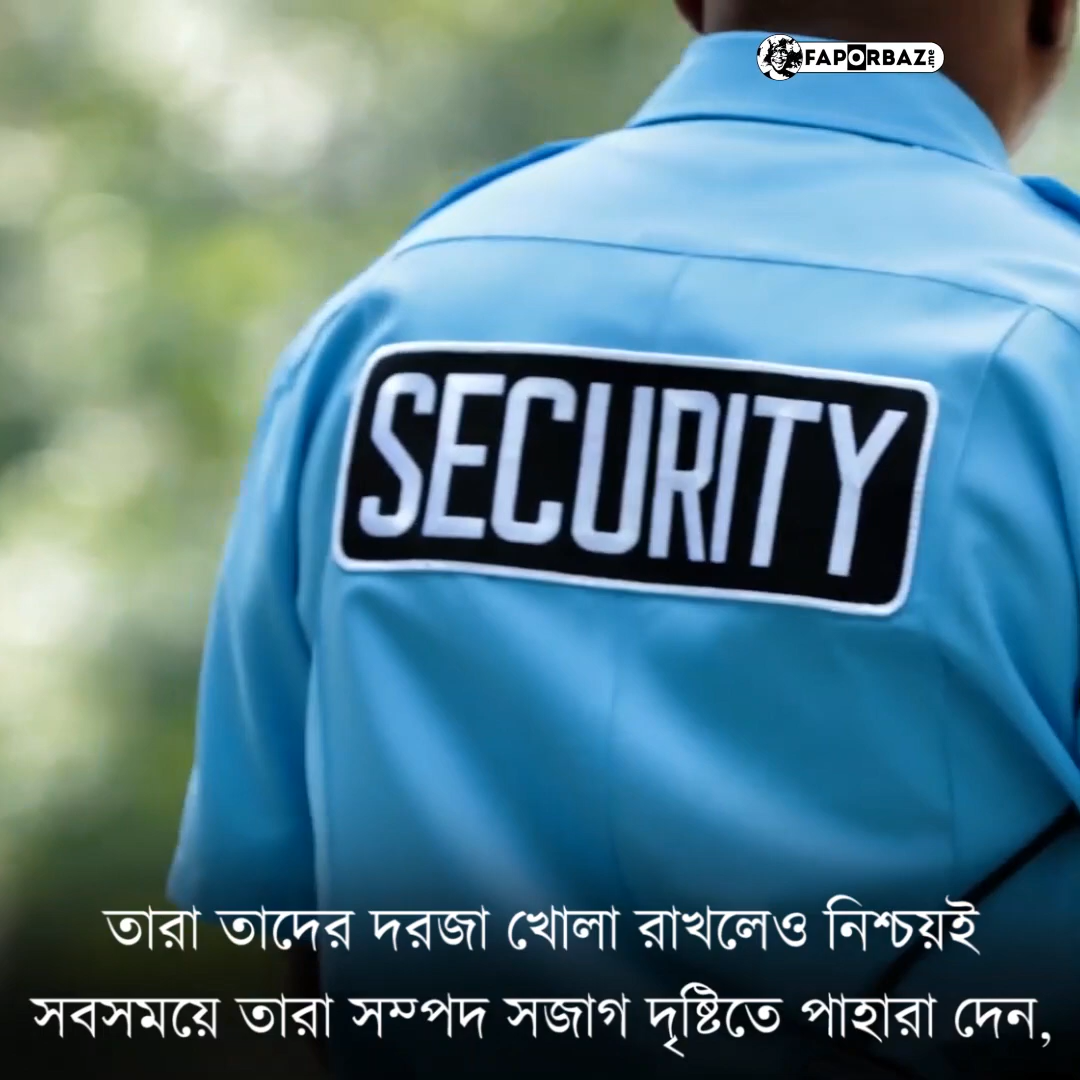 FAPORBAZ.me
SECURITY
তারা তাদের দরজা খোলা রাখলেও নিশ্চয়ই
সবসময়ে তারা সম্পদ সজাগ দৃষ্টিতে পাহারা দেন,